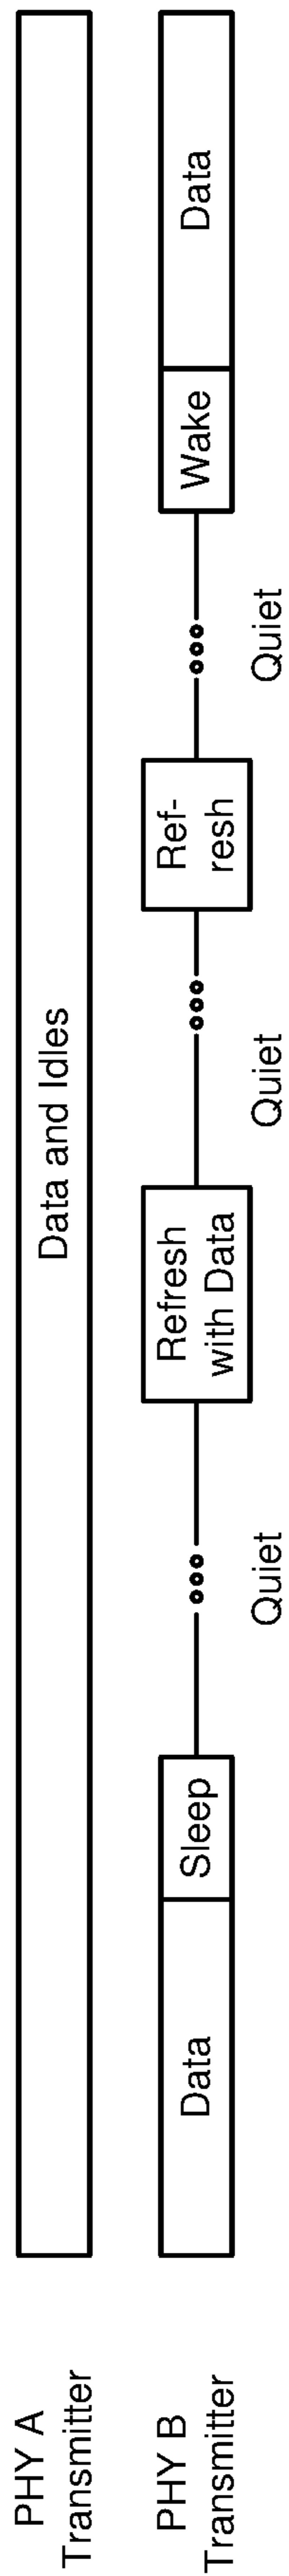 PHY A
Transmitter
Data and Idles
PHY B
Transmitter
Data
Sleep
Quiet
Refresh
with Data
Quiet
Ref-
resh
Quiet
Wake
Data